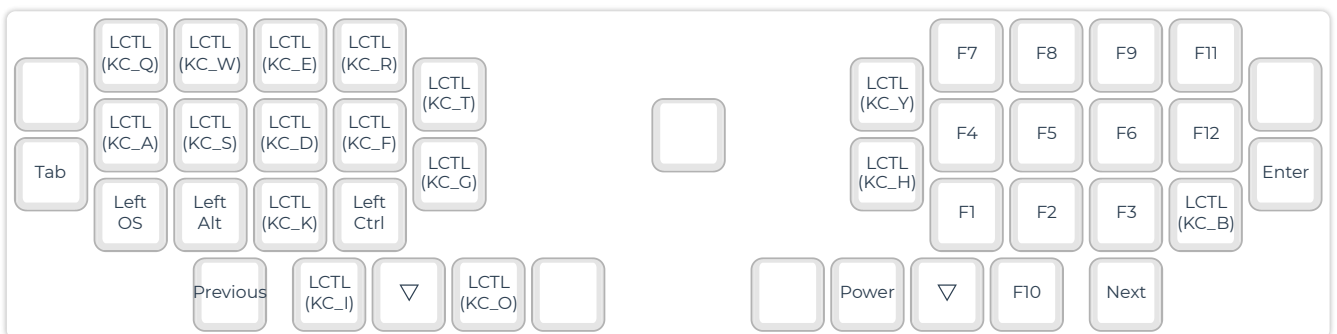 LCTL LCTL LCTL LCTL F7 F8 F9 F11
(KC_Q) (KC_W) (KC_E) (KC_R)
LCTL LCTL
(KC_T) (KC_Y)
LCTL LCTL LCTL LCTL F4 F5 F6 F12
(KC_A) (KC_S) (KC_D) (KC_F)
Tab LCTL LCTL Enter
(KC_G) (KC_H)
Left Left LCTL Left F1 F2 F3 LCTL
OS Alt (KC_K) Ctrl (KC_B)
Previous LCTL ▽ LCTL Power ▽ F10 Next
(KC_I) (KC_O)